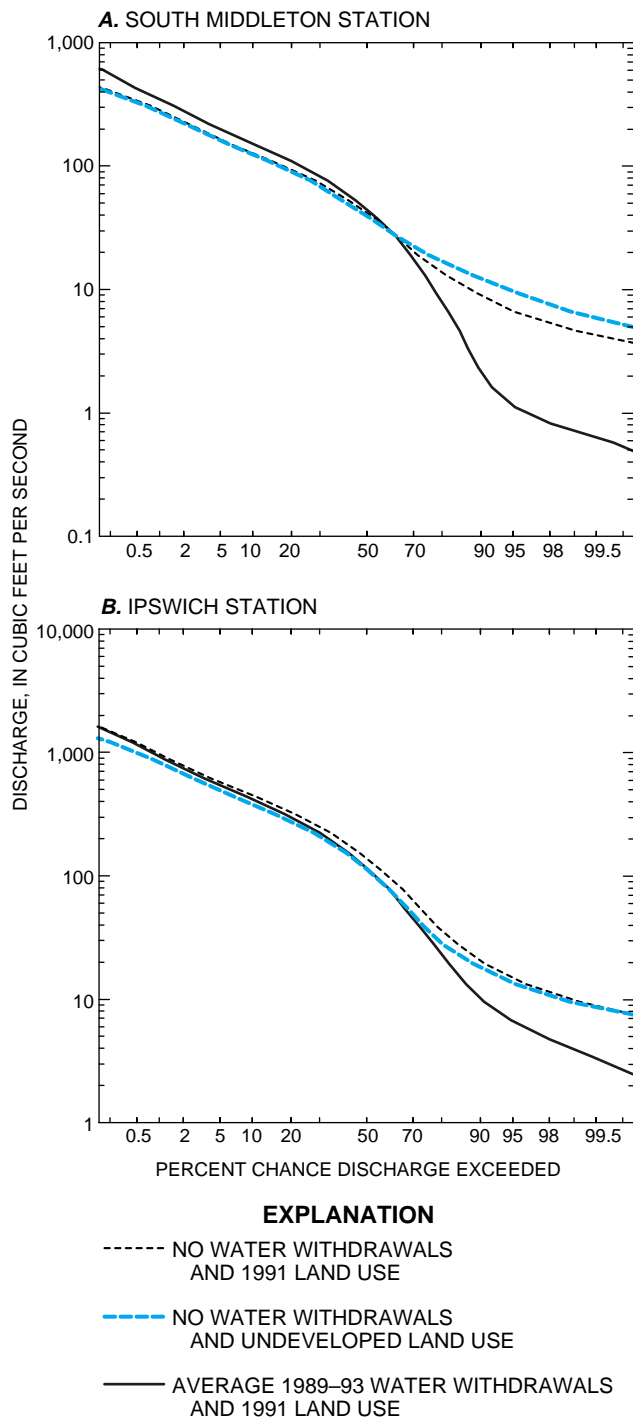 A. SOUTH MIDDLETON STATION
1,000
100
10
1
0.1
0.5 2 5 10 20 50 70 90 95 98 99.5
DISCHARGE, IN CUBIC FEET PER SECOND
B. IPSWICH STATION
10,000
1,000
100
10
1
0.5 2 5 10 20 50 70 90 95 98 99.5
PERCENT CHANCE DISCHARGE EXCEEDED
EXPLANATION
NO WATER WITHDRAWALS
AND 1991 LAND USE
NO WATER WITHDRAWALS
AND UNDEVELOPED LAND USE
AVERAGE 1989–93 WATER WITHDRAWALS
AND 1991 LAND USE